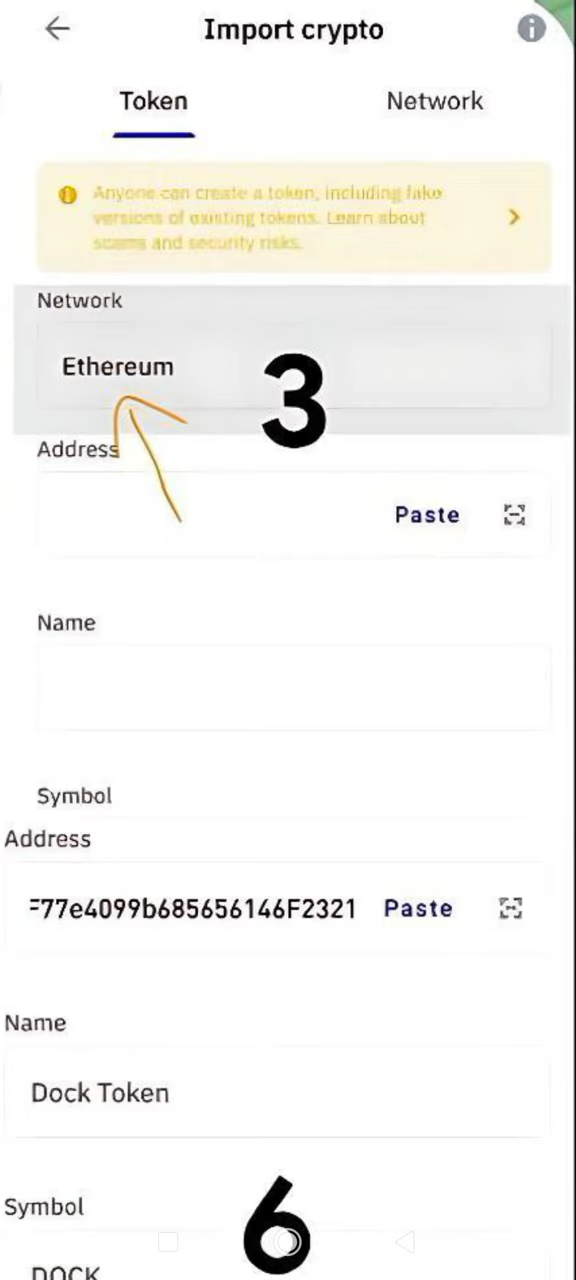 Import crypto
Token
Network
Anyone can create a token, including fake
versions of existing tokens. Learn about
scams and security risks.
Network
Ethereum
3
Address
Paste
Name
Symbol
Address
F77e4099b685656146F2321
Paste
Name
Dock Token
Symbol
6
DOCK